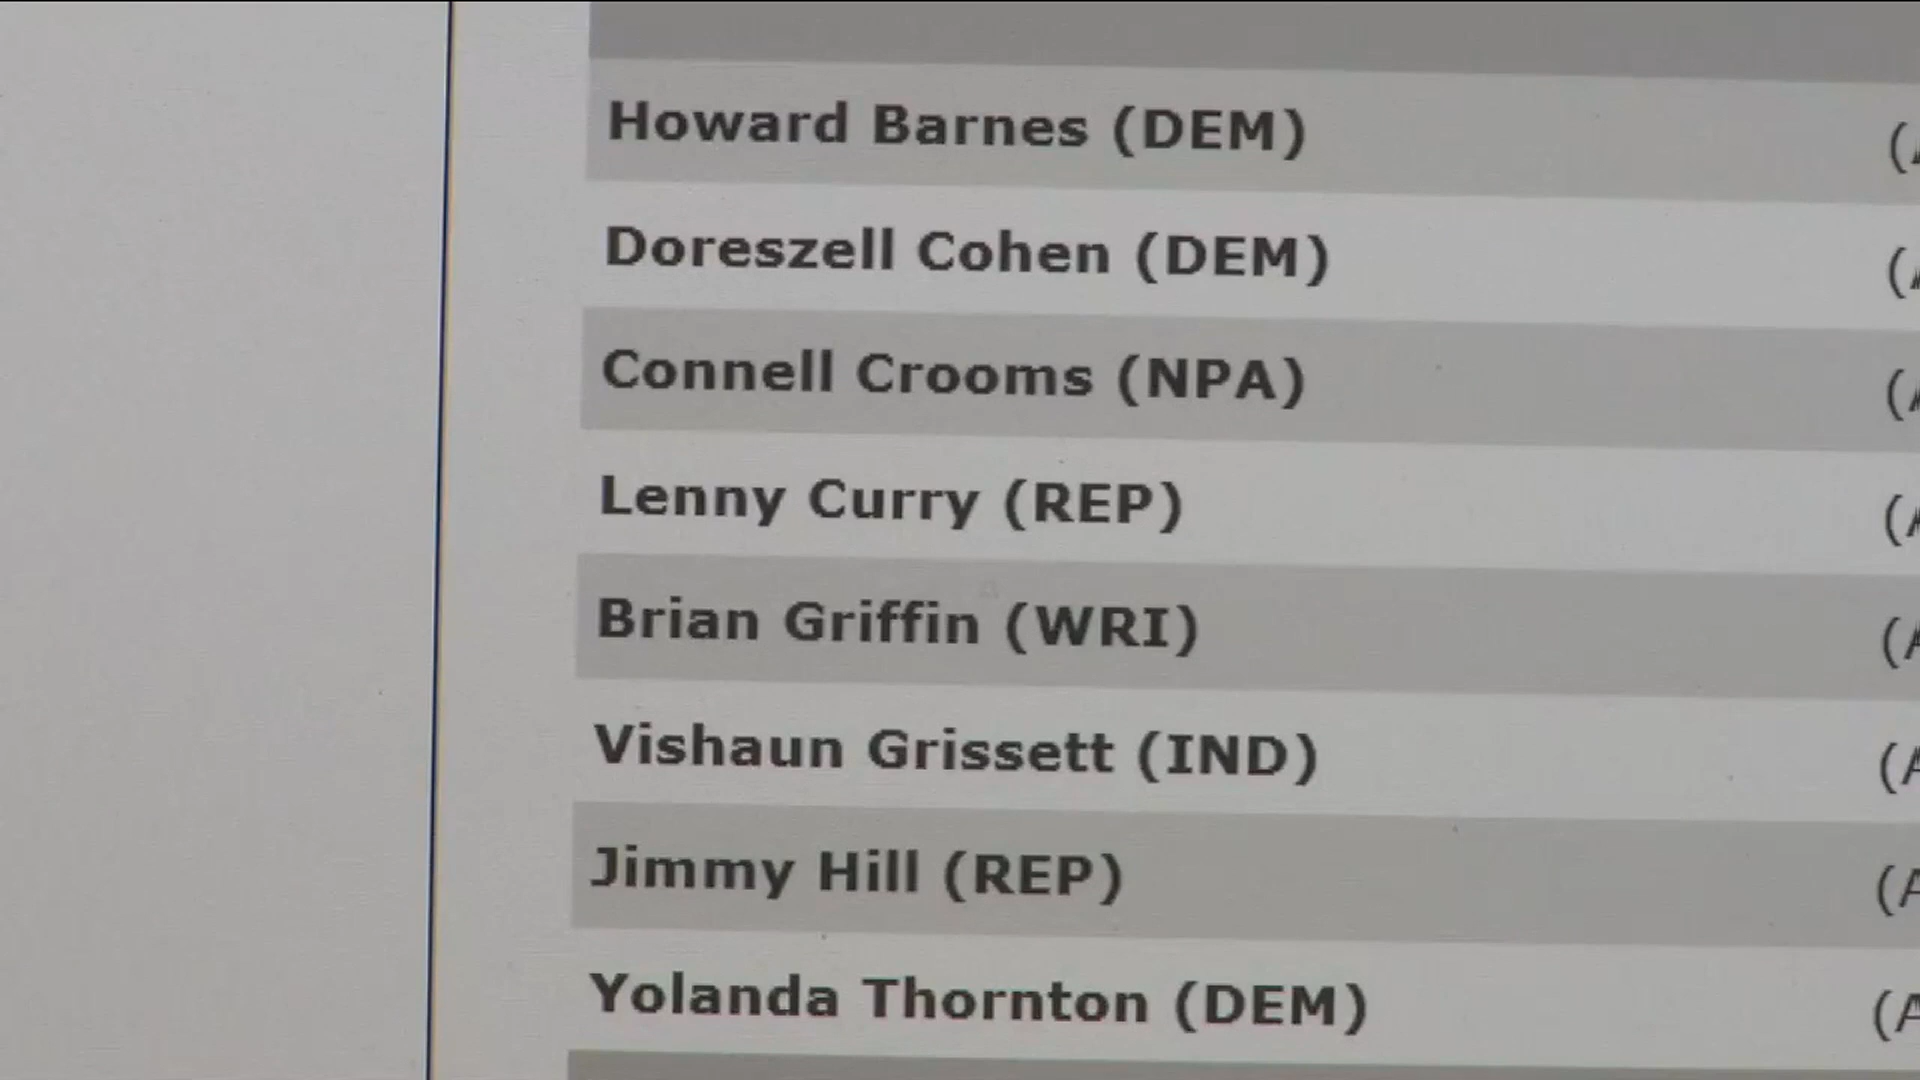 Howard Barnes (DEM)
Doreszell Cohen (DEM)
Connell Crooms (NPA)
Lenny Curry (REP)
Brian Griffin (WRI)
Vishaun Grissett (IND)
Jimmy Hill (REP)
Yolanda Thornton (DEM)